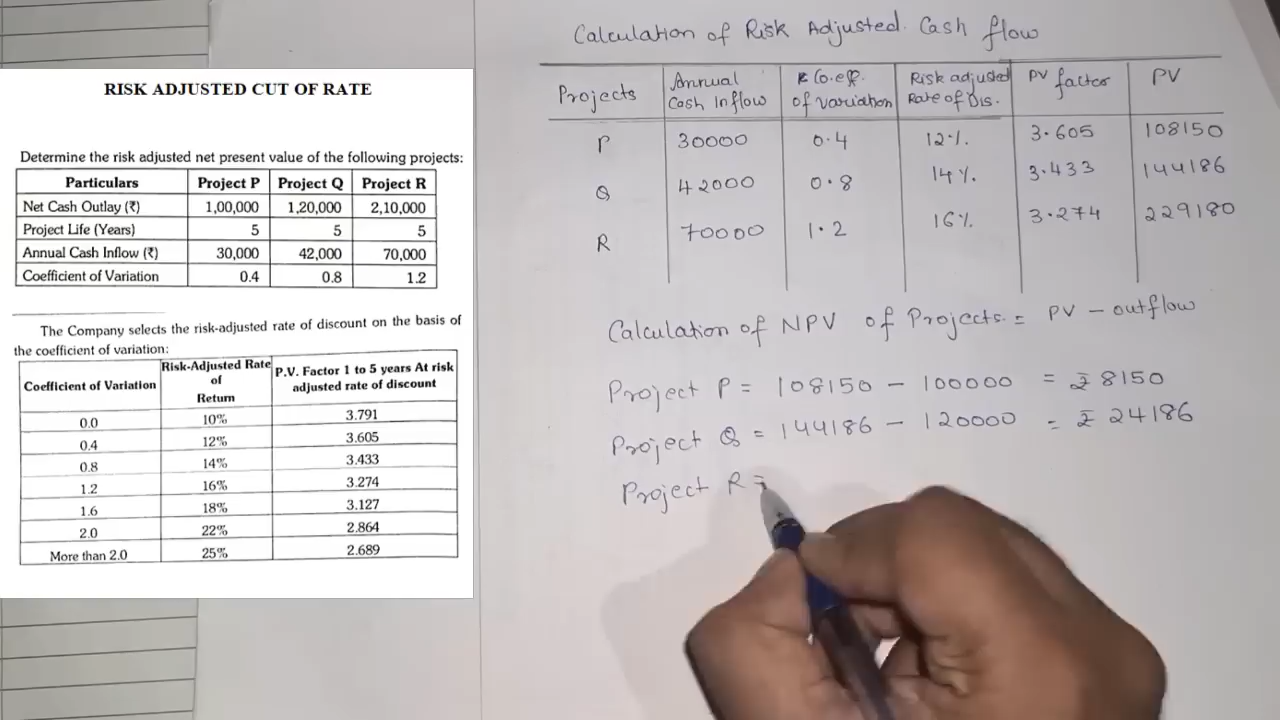 RISK ADJUSTED CUT OF RATE
Determine the risk adjusted net present value of the following projects:
Particulars Project P Project Q Project R
Net Cash Outlay (₹) 1,00,000 1,20,000 2,10,000
Project Life (Years) 5 5 5
Annual Cash Inflow (₹) 30,000 42,000 70,000
Coefficient of Variation 0.4 0.8 1.2
The Company selects the risk-adjusted rate of discount on the basis of
the coefficient of variation:
Coefficient of Variation Risk-Adjusted Rate of Return P.V. Factor 1 to 5 years At risk adjusted rate of discount
0.0 10% 3.791
0.4 12% 3.605
0.8 14% 3.433
1.2 16% 3.274
1.6 18% 3.127
2.0 22% 2.864
More than 2.0 25% 2.689
Calculation of Risk Adjusted. Cash flow
Projects Annual Cash Inflow Co.eff. of variation Risk adjusted Rate of Dis. PV factor PV
P 30000 0.4 12%. 3.605 108150
Q 42000 0.8 14%. 3.433 144186
R 70000 1.2 16%. 3.274 229180
Calculation of NPV of Projects. = PV - outflow
Project P = 108150 - 100000 = ₹ 8150
Project Q = 144186 - 120000 = ₹ 24186
Project R =